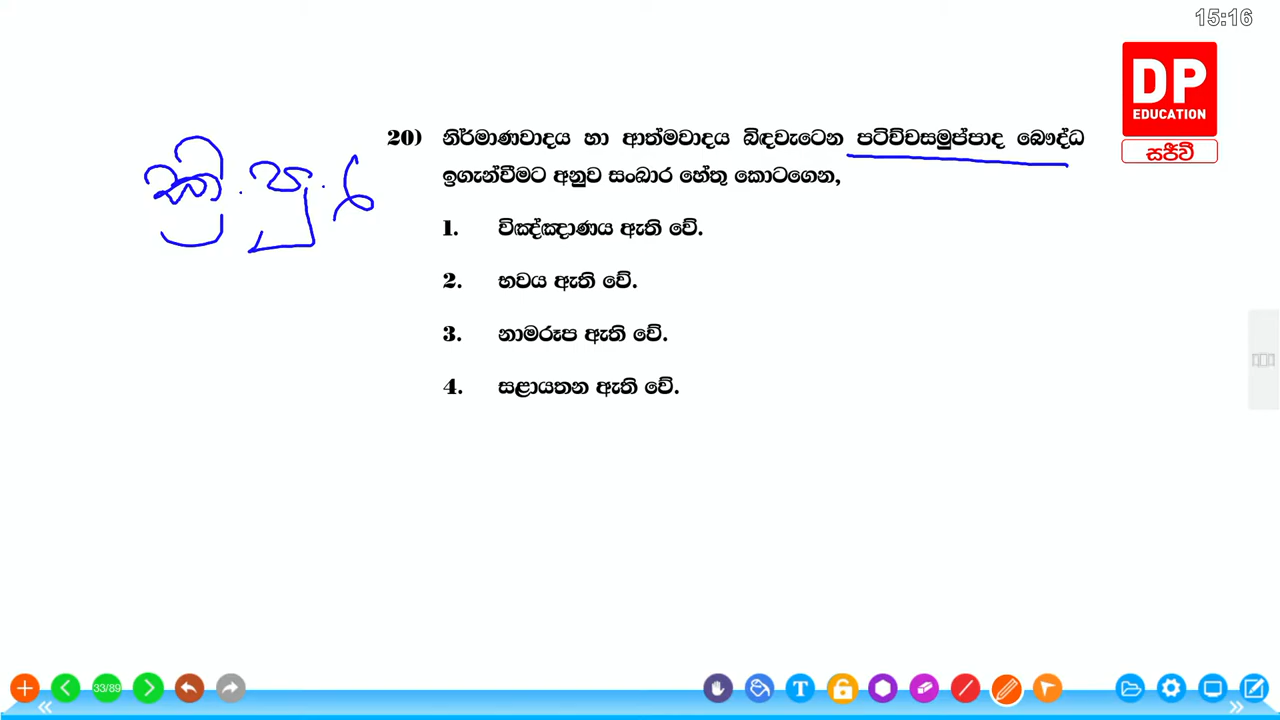 15:16
DP
EDUCATION
සජීවී
ක්‍රි . පූ . 6
20) නිර්මාණවාදය හා ආත්මවාදය බිඳවැටෙන පටිච්චසමුප්පාද බෞද්ධ
ඉගැන්වීමට අනුව සංඛාර හේතු කොටගෙන,
1. විඤ්ඤාණය ඇති වේ.
2. භවය ඇති වේ.
3. නාමරූප ඇති වේ.
4. සළායතන ඇති වේ.
33/89